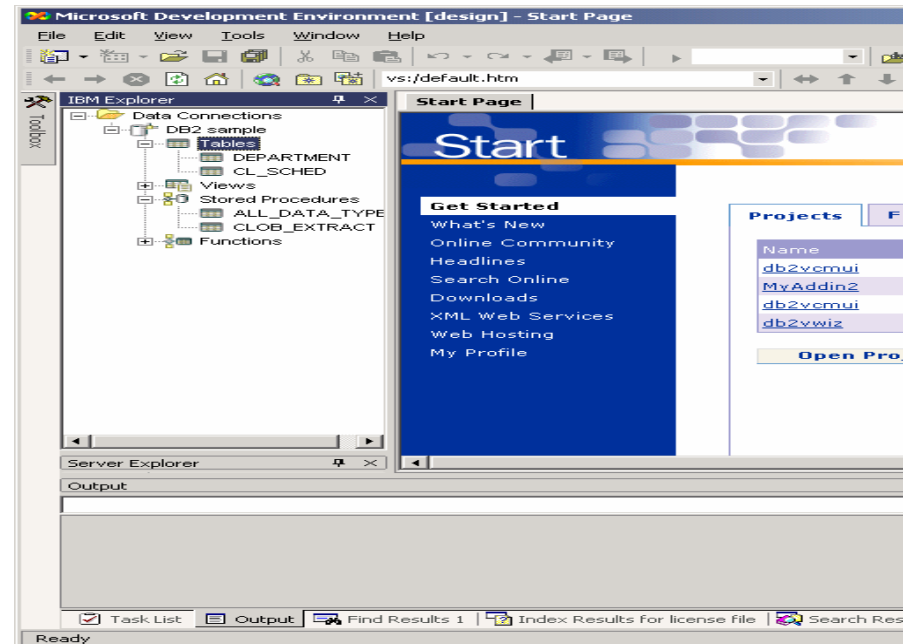 Microsoft Development Environment [design] - Start Page
File Edit View Tools Window Help
vs:/default.htm
Toolbox
IBM Explorer
Data Connections
DB2 sample
Tables
DEPARTMENT
CL_SCHED
Views
Stored Procedures
ALL_DATA_TYPE
CLOB_EXTRACT
Functions
Server Explorer
Start Page
Start
Get Started
What's New
Online Community
Headlines
Search Online
Downloads
XML Web Services
Web Hosting
My Profile
Projects F
Name
db2vcmui
MyAddin2
db2vcmui
db2vwiz
Open Proj
Output
Task List Output Find Results 1 Index Results for license file Search Res
Ready